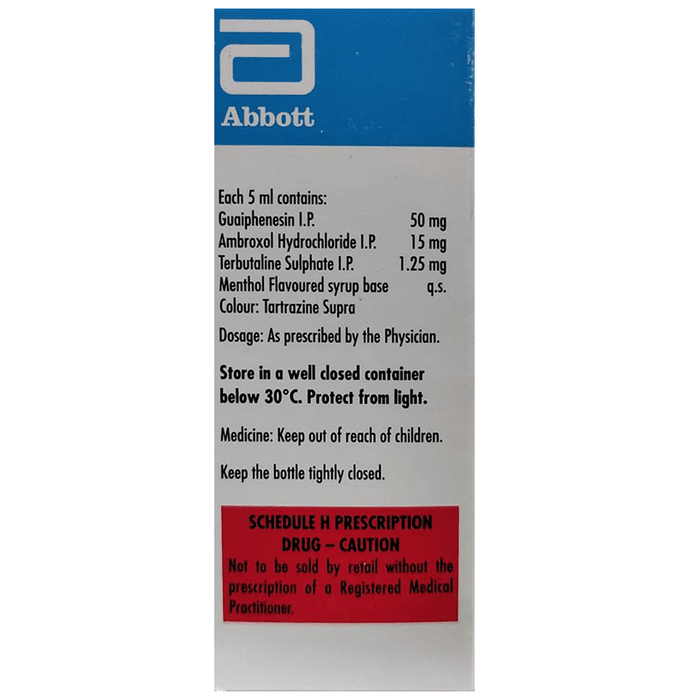 Abbott
Each 5 ml contains:
Guaiphenesin I.P. 50 mg
Ambroxol Hydrochloride I.P. 15 mg
Terbutaline Sulphate I.P. 1.25 mg
Menthol Flavoured syrup base q.s.
Colour: Tartrazine Supra
Dosage: As prescribed by the Physician.
Store in a well closed container
below 30°C. Protect from light.
Medicine: Keep out of reach of children.
Keep the bottle tightly closed.
SCHEDULE H PRESCRIPTION
DRUG – CAUTION
Not to be sold by retail without the
prescription of a Registered Medical
Practitioner.